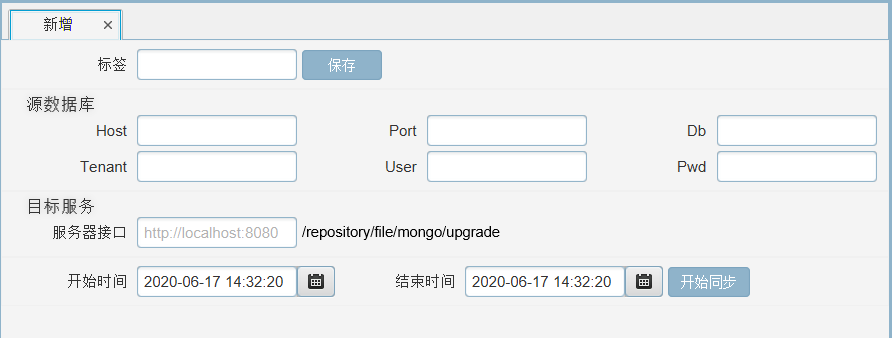 新增 ×
标签 保存
源数据库
Host Port Db
Tenant User Pwd
目标服务
服务器接口 http://localhost:8080 /repository/file/mongo/upgrade
开始时间 2020-06-17 14:32:20 结束时间 2020-06-17 14:32:20 开始同步